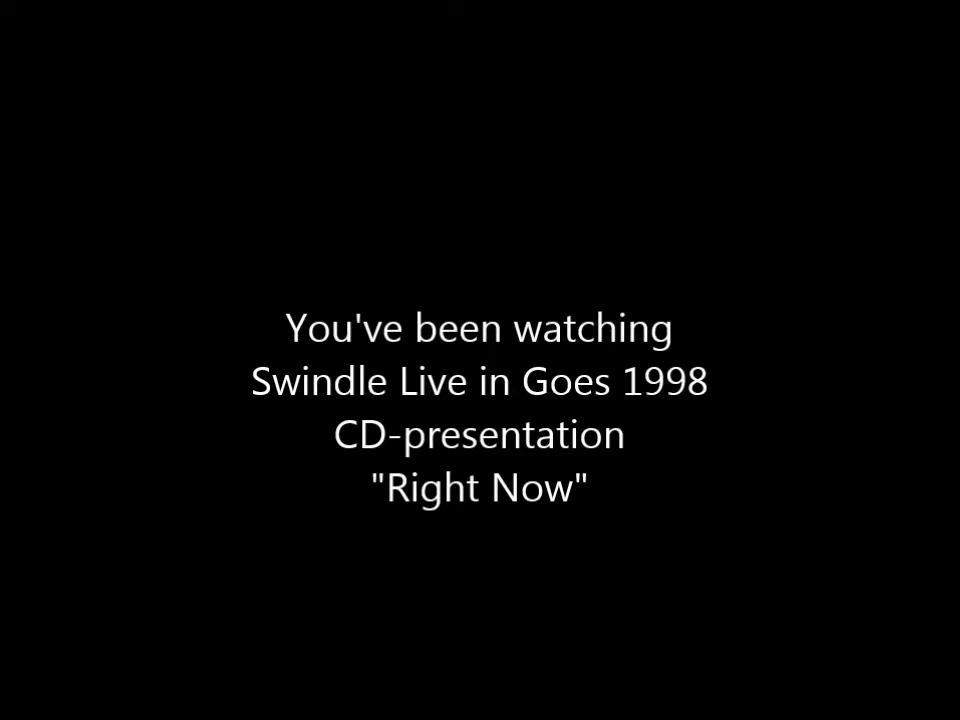 You've been watching
Swindle Live in Goes 1998
CD-presentation
"Right Now"